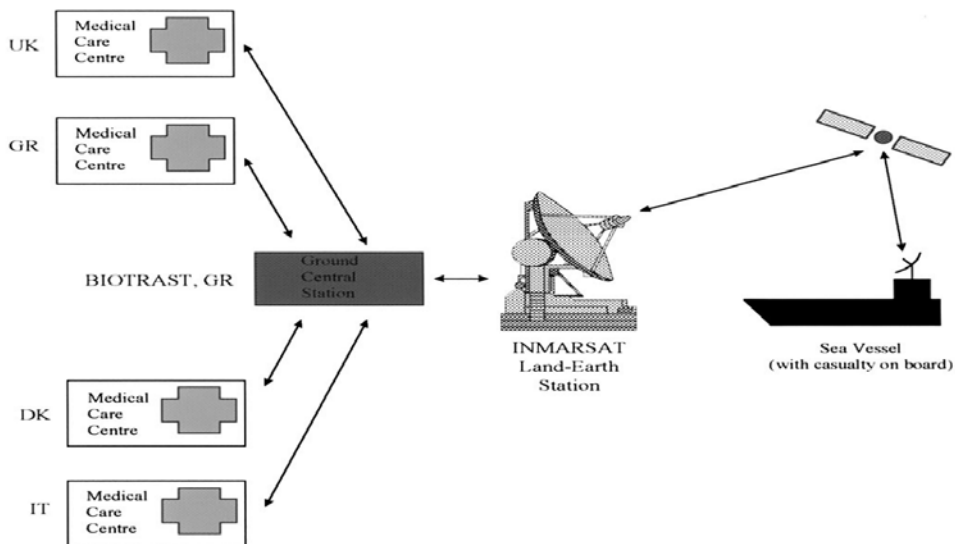 UK
Medical
Care
Centre
GR
Medical
Care
Centre
BIOTRAST, GR
Ground
Central
Station
INMARSAT
Land-Earth
Station
Sea Vessel
(with casualty on board)
DK
Medical
Care
Centre
IT
Medical
Care
Centre